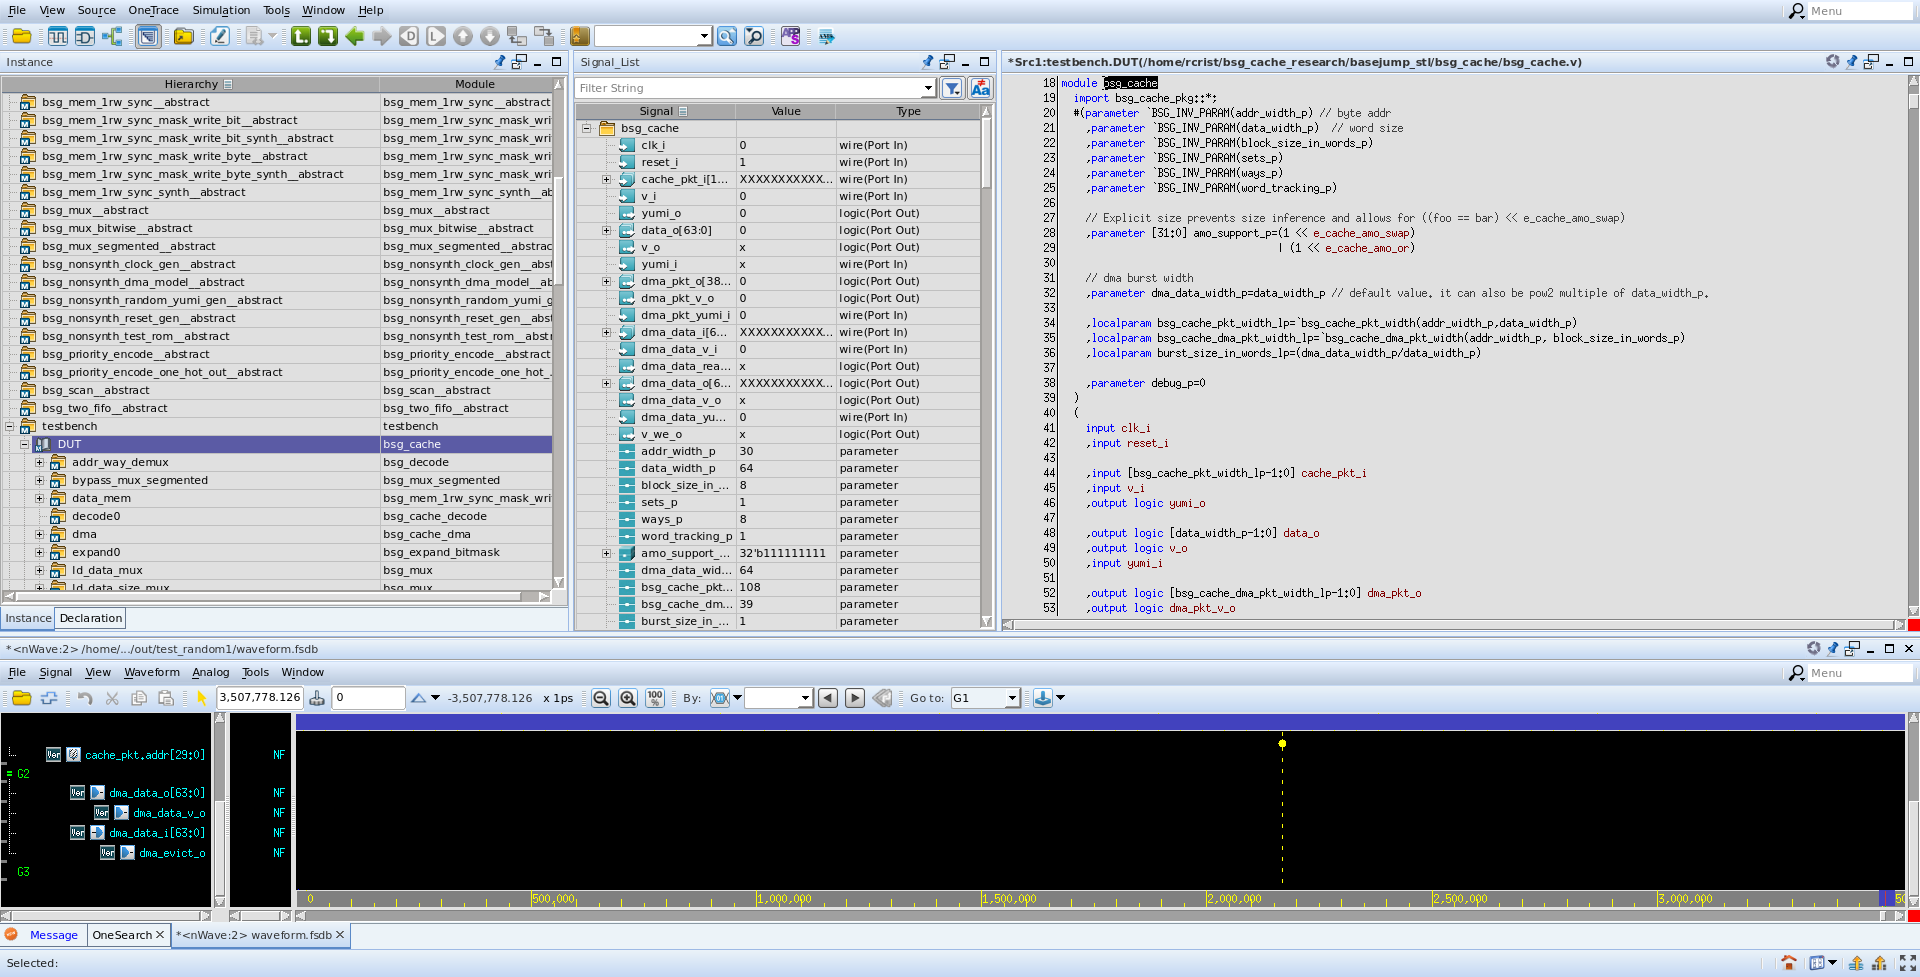 File View Source OneTrace Simulation Tools Window Help
Menu
Instance
Hierarchy Module
bsg_mem_1rw_sync__abstract bsg_mem_1rw_sync__abstract
bsg_mem_1rw_sync_mask_write_bit__abstract bsg_mem_1rw_sync_mask_wri
bsg_mem_1rw_sync_mask_write_bit_synth__abstract bsg_mem_1rw_sync_mask_wri
bsg_mem_1rw_sync_mask_write_byte__abstract bsg_mem_1rw_sync_mask_wri
bsg_mem_1rw_sync_mask_write_byte_synth__abstract bsg_mem_1rw_sync_mask_wri
bsg_mem_1rw_sync_synth__abstract bsg_mem_1rw_sync_synth__ab
bsg_mux__abstract bsg_mux__abstract
bsg_mux_bitwise__abstract bsg_mux_bitwise__abstract
bsg_mux_segmented__abstract bsg_mux_segmented__abstrac
bsg_nonsynth_clock_gen__abstract bsg_nonsynth_clock_gen__abst
bsg_nonsynth_dma_model__abstract bsg_nonsynth_dma_model__ab
bsg_nonsynth_random_yumi_gen__abstract bsg_nonsynth_random_yumi_g
bsg_nonsynth_reset_gen__abstract bsg_nonsynth_reset_gen__abst
bsg_nonsynth_test_rom__abstract bsg_nonsynth_test_rom__abstr
bsg_priority_encode__abstract bsg_priority_encode__abstract
bsg_priority_encode_one_hot_out__abstract bsg_priority_encode_one_hot_.
bsg_scan__abstract bsg_scan__abstract
bsg_two_fifo__abstract bsg_two_fifo__abstract
testbench testbench
DUT bsg_cache
addr_way_demux bsg_decode
bypass_mux_segmented bsg_mux_segmented
data_mem bsg_mem_1rw_sync_mask_wri
decode0 bsg_cache_decode
dma bsg_cache_dma
expand0 bsg_expand_bitmask
ld_data_mux bsg_mux
ld_data_size_mux bsg_mux
Instance Declaration
Signal_List
Filter String
Signal Value Type
bsg_cache
clk_i 0 wire(Port In)
reset_i 1 wire(Port In)
cache_pkt_i[1... XXXXXXXXXXX... wire(Port In)
v_i 0 wire(Port In)
yumi_o 0 logic(Port Out)
data_o[63:0] 0 logic(Port Out)
v_o x logic(Port Out)
yumi_i x wire(Port In)
dma_pkt_o[38... 0 logic(Port Out)
dma_pkt_v_o 0 logic(Port Out)
dma_pkt_yumi_i 0 wire(Port In)
dma_data_i[6... XXXXXXXXXXX... wire(Port In)
dma_data_v_i 0 wire(Port In)
dma_data_rea... x logic(Port Out)
dma_data_o[6... XXXXXXXXXXX... logic(Port Out)
dma_data_v_o x logic(Port Out)
dma_data_yu... 0 wire(Port In)
v_we_o x logic(Port Out)
addr_width_p 30 parameter
data_width_p 64 parameter
block_size_in_... 8 parameter
sets_p 1 parameter
ways_p 8 parameter
word_tracking_p 1 parameter
amo_support_... 32'b111111111 parameter
dma_data_wid... 64 parameter
bsg_cache_pkt... 108 parameter
bsg_cache_dm... 39 parameter
burst_size_in_... 1 parameter
*Src1:testbench.DUT(/home/rcrist/bsg_cache_research/basejump_stl/bsg_cache/bsg_cache.v)
18 module bsg_cache
19 import bsg_cache_pkg::*;
20 #(parameter `BSG_INV_PARAM(addr_width_p) // byte addr
21 ,parameter `BSG_INV_PARAM(data_width_p) // word size
22 ,parameter `BSG_INV_PARAM(block_size_in_words_p)
23 ,parameter `BSG_INV_PARAM(sets_p)
24 ,parameter `BSG_INV_PARAM(ways_p)
25 ,parameter `BSG_INV_PARAM(word_tracking_p)
26
27 // Explicit size prevents size inference and allows for ((foo == bar) << e_cache_amo_swap)
28 ,parameter [31:0] amo_support_p=(1 << e_cache_amo_swap)
29 | (1 << e_cache_amo_or)
30
31 // dma burst width
32 ,parameter dma_data_width_p=data_width_p // default value. it can also be pow2 multiple of data_width_p.
33
34 ,localparam bsg_cache_pkt_width_lp=`bsg_cache_pkt_width(addr_width_p,data_width_p)
35 ,localparam bsg_cache_dma_pkt_width_lp=`bsg_cache_dma_pkt_width(addr_width_p, block_size_in_words_p)
36 ,localparam burst_size_in_words_lp=(dma_data_width_p/data_width_p)
37
38 ,parameter debug_p=0
39 )
40 (
41 input clk_i
42 ,input reset_i
43
44 ,input [bsg_cache_pkt_width_lp-1:0] cache_pkt_i
45 ,input v_i
46 ,output logic yumi_o
47
48 ,output logic [data_width_p-1:0] data_o
49 ,output logic v_o
50 ,input yumi_i
51
52 ,output logic [bsg_cache_dma_pkt_width_lp-1:0] dma_pkt_o
53 ,output logic dma_pkt_v_o
*<nWave:2> /home/.../out/test_random1/waveform.fsdb
File Signal View Waveform Analog Tools Window
Menu
3,507,778.126 0 -3,507,778.126 x 1ps 100% By: Go to: G1
cache_pkt.addr[29:0] NF
G2
dma_data_o[63:0] NF
dma_data_v_o NF
dma_data_i[63:0] NF
dma_evict_o NF
G3
0 500,000 1,000,000 1,500,000 2,000,000 2,500,000 3,000,000 50
Message OneSearch *<nWave:2> waveform.fsdb
Selected: